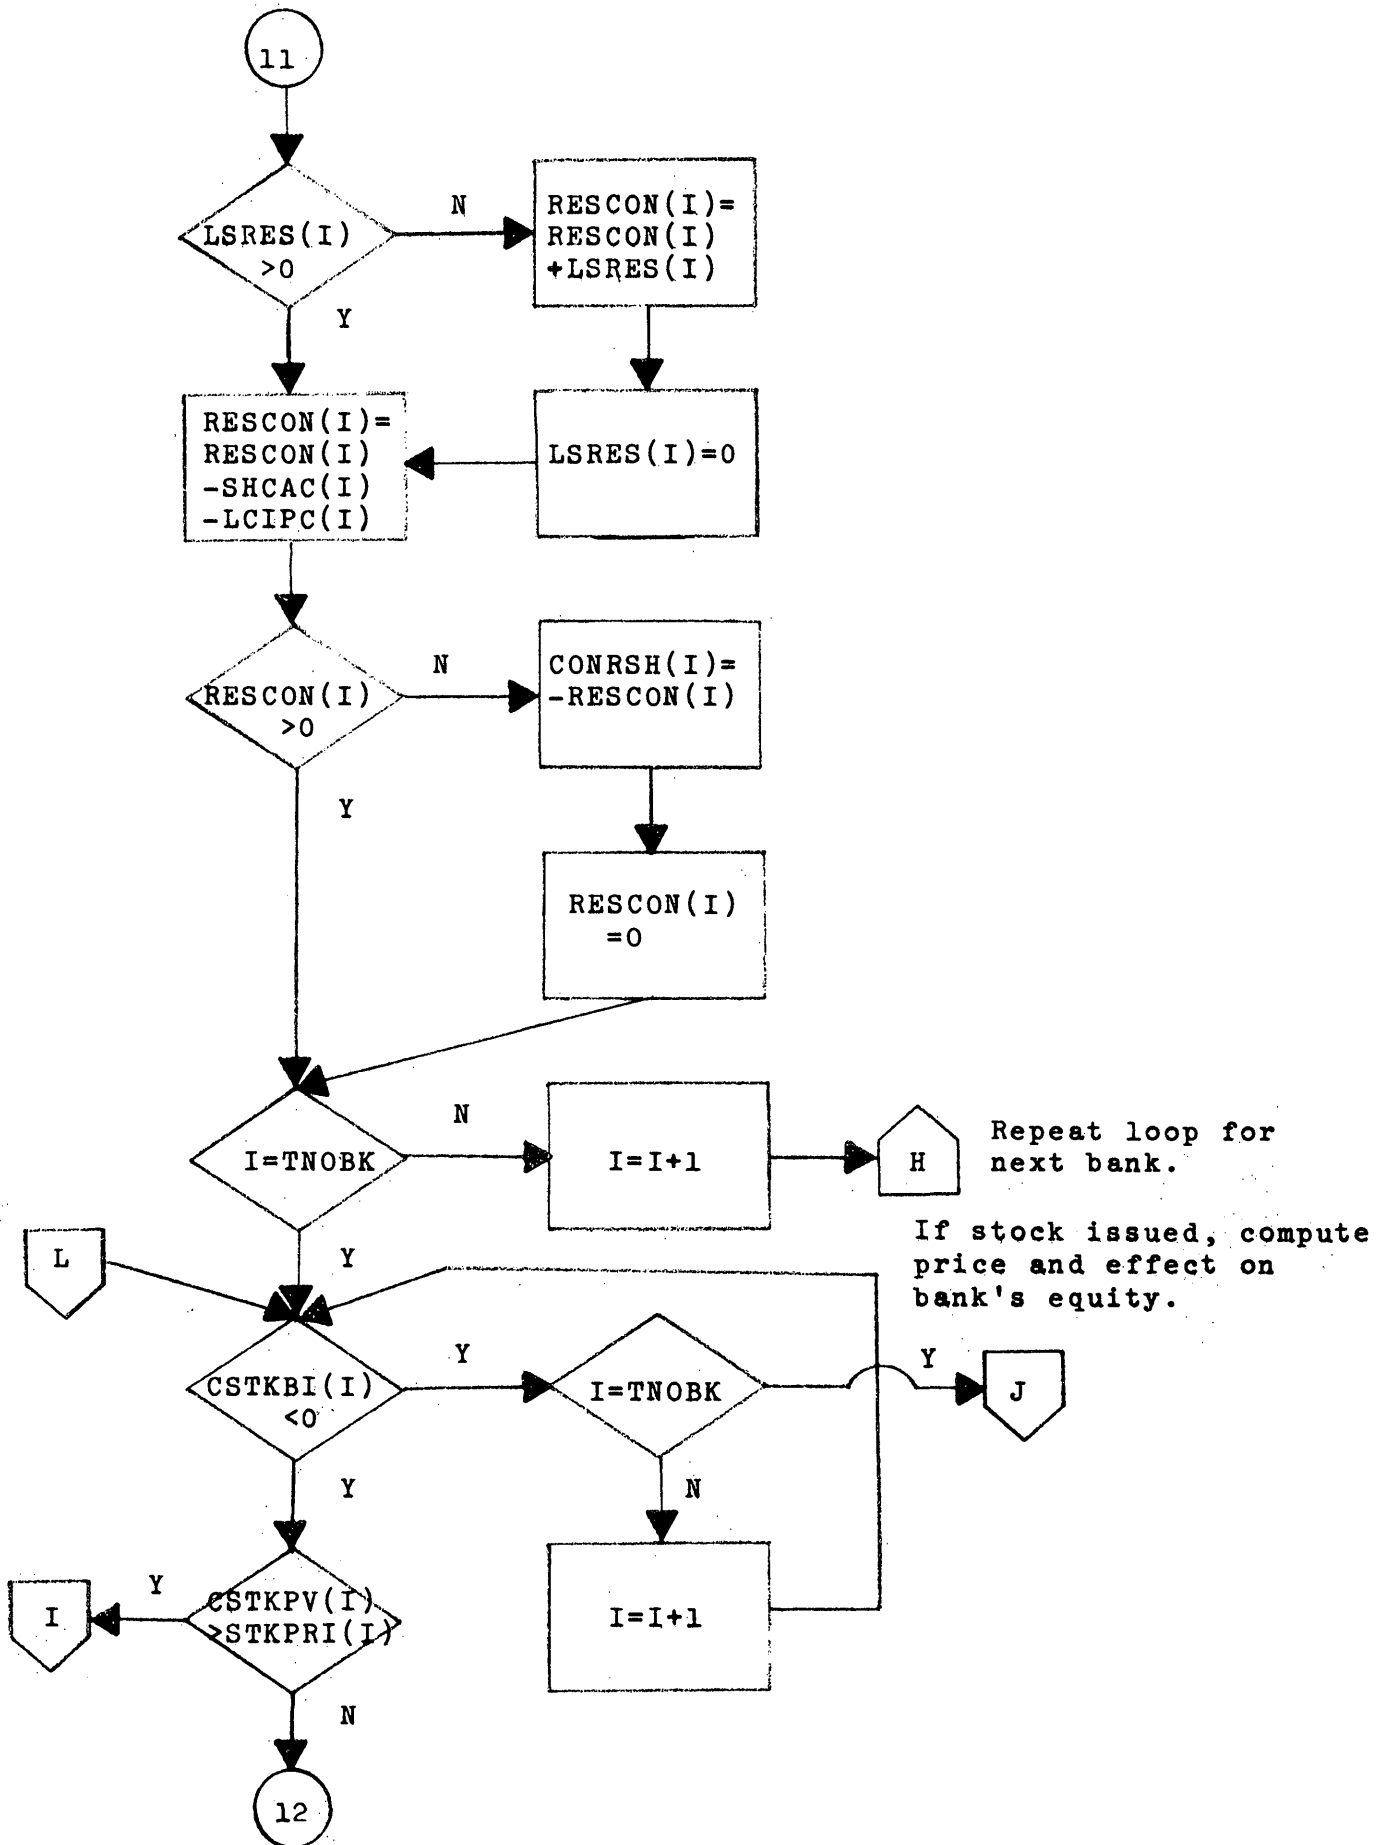 11
LSRES(I)
>0
N
RESCON(I)=
RESCON(I)
+LSRES(I)
Y
RESCON(I)=
RESCON(I)
-SHCAC(I)
-LCIPC(I)
LSRES(I)=0
RESCON(I)
>0
N
CONRSH(I)=
-RESCON(I)
Y
RESCON(I)
=0
I=TNOBK
N
I=I+1
H
Repeat loop for
next bank.
L
Y
If stock issued, compute
price and effect on
bank's equity.
CSTKBI(I)
<0
Y
I=TNOBK
Y
J
Y
N
I
Y
CSTKPV(I)
>STKPRI(I)
I=I+1
N
12